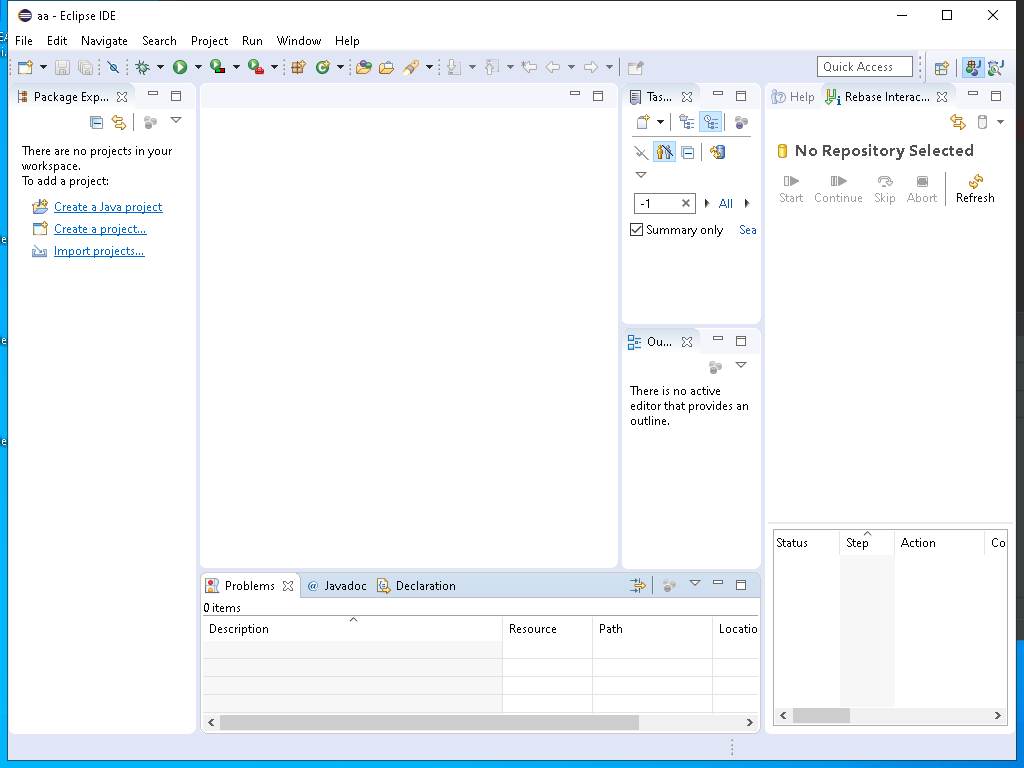 aa - Eclipse IDE
File Edit Navigate Search Project Run Window Help
Quick Access
Package Exp...
There are no projects in your
workspace.
To add a project:
Create a Java project
Create a project...
Import projects...
Tas...
-1
All
Summary only
Sea
Ou...
There is no active
editor that provides an
outline.
Help
Rebase Interac...
No Repository Selected
Start Continue Skip Abort Refresh
Status Step Action Co
Problems @ Javadoc Declaration
0 items
Description Resource Path Locatio